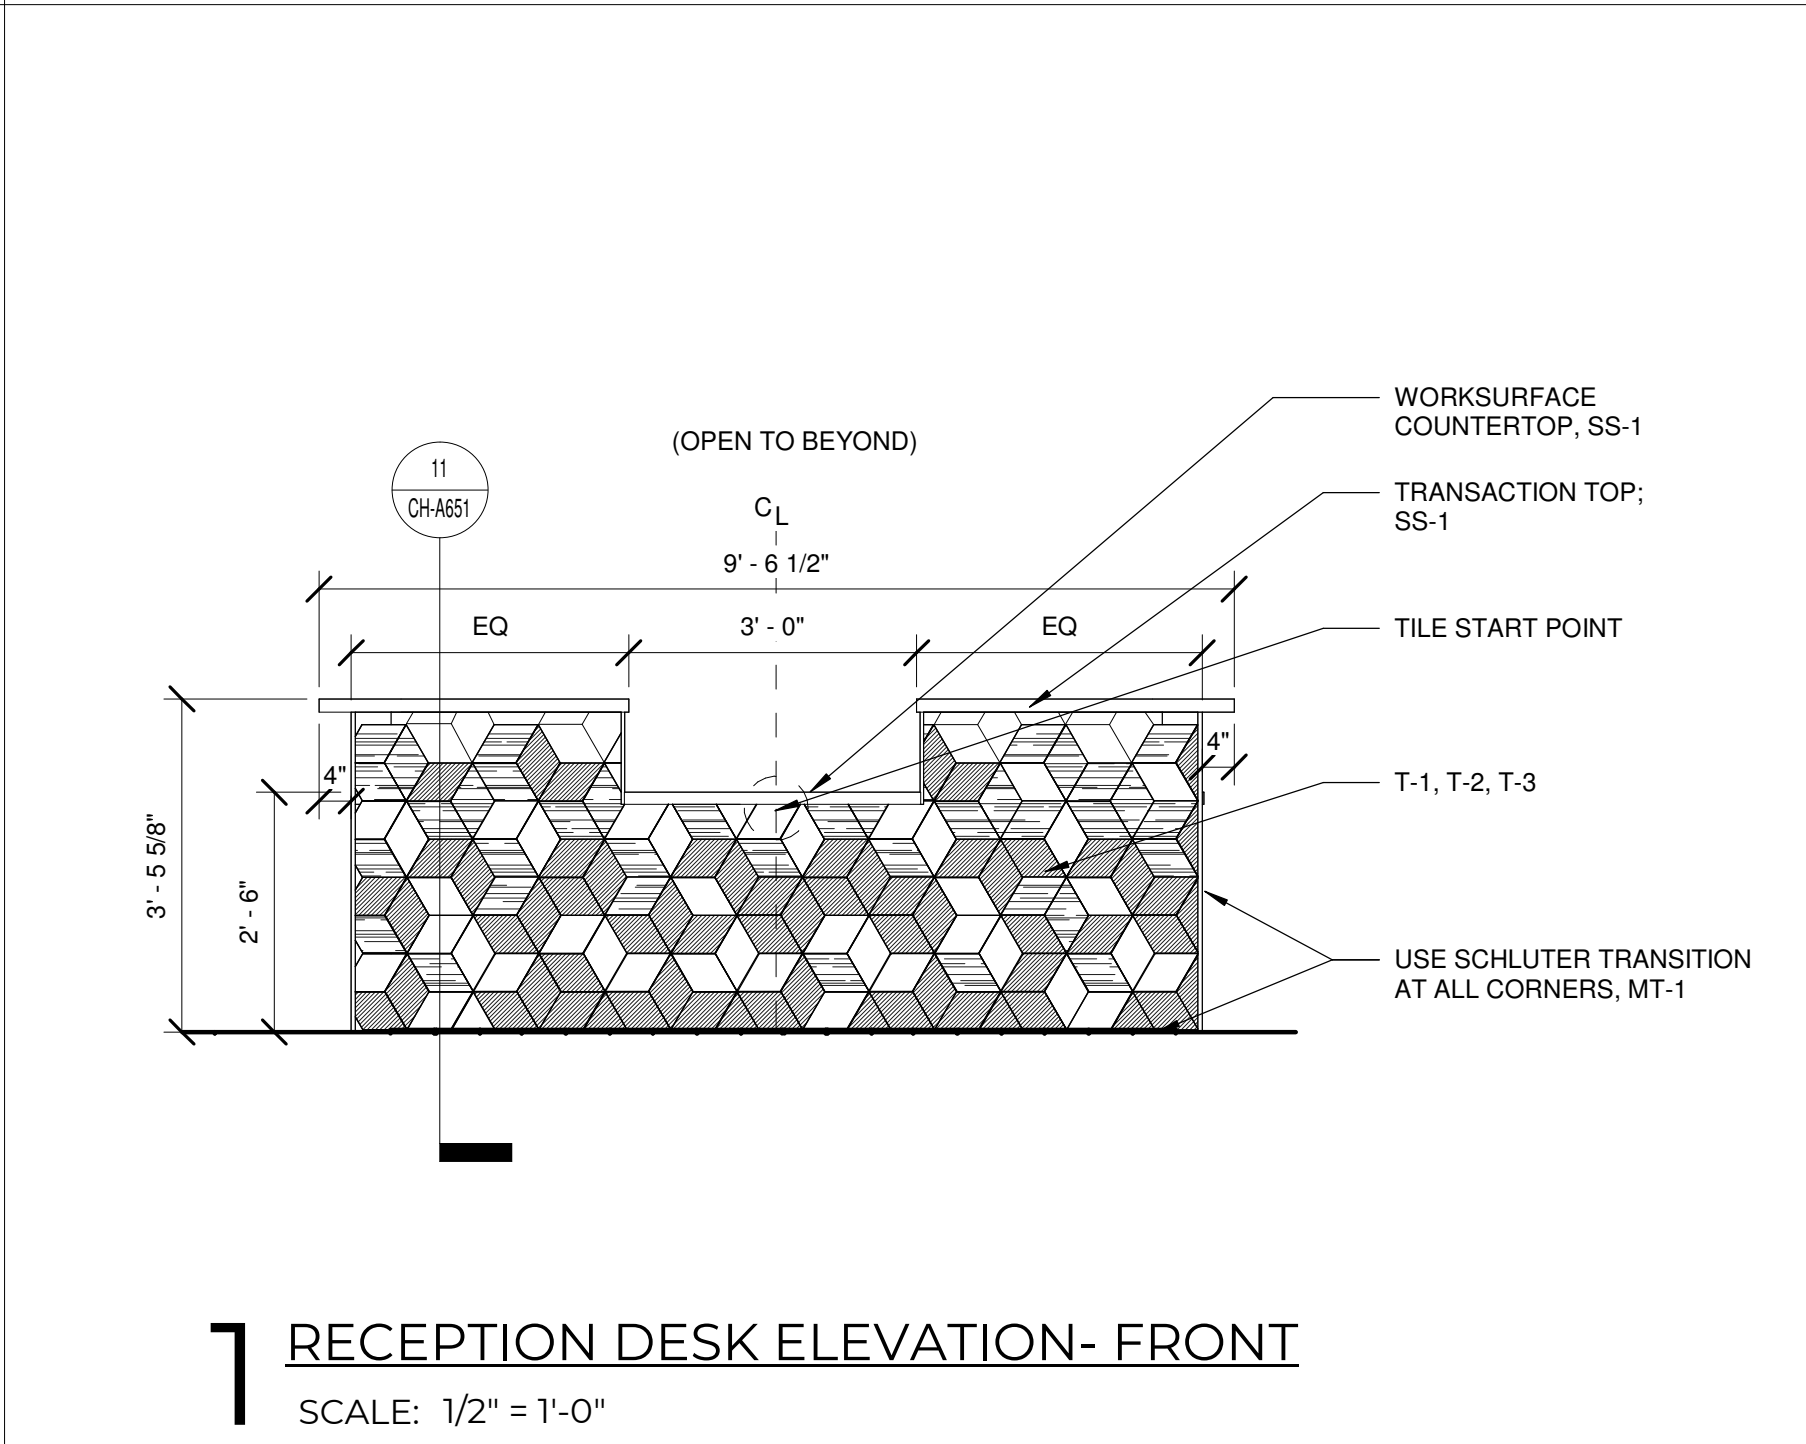 WORKSURFACE
COUNTERTOP, SS-1
(OPEN TO BEYOND)
11
CH-A651
TRANSACTION TOP;
SS-1
CL
9' - 6 1/2"
EQ
3' - 0"
EQ
TILE START POINT
4"
4"
T-1, T-2, T-3
3' - 5 5/8"
2' - 6"
USE SCHLUTER TRANSITION
AT ALL CORNERS, MT-1
1
RECEPTION DESK ELEVATION- FRONT
SCALE: 1/2" = 1'-0"